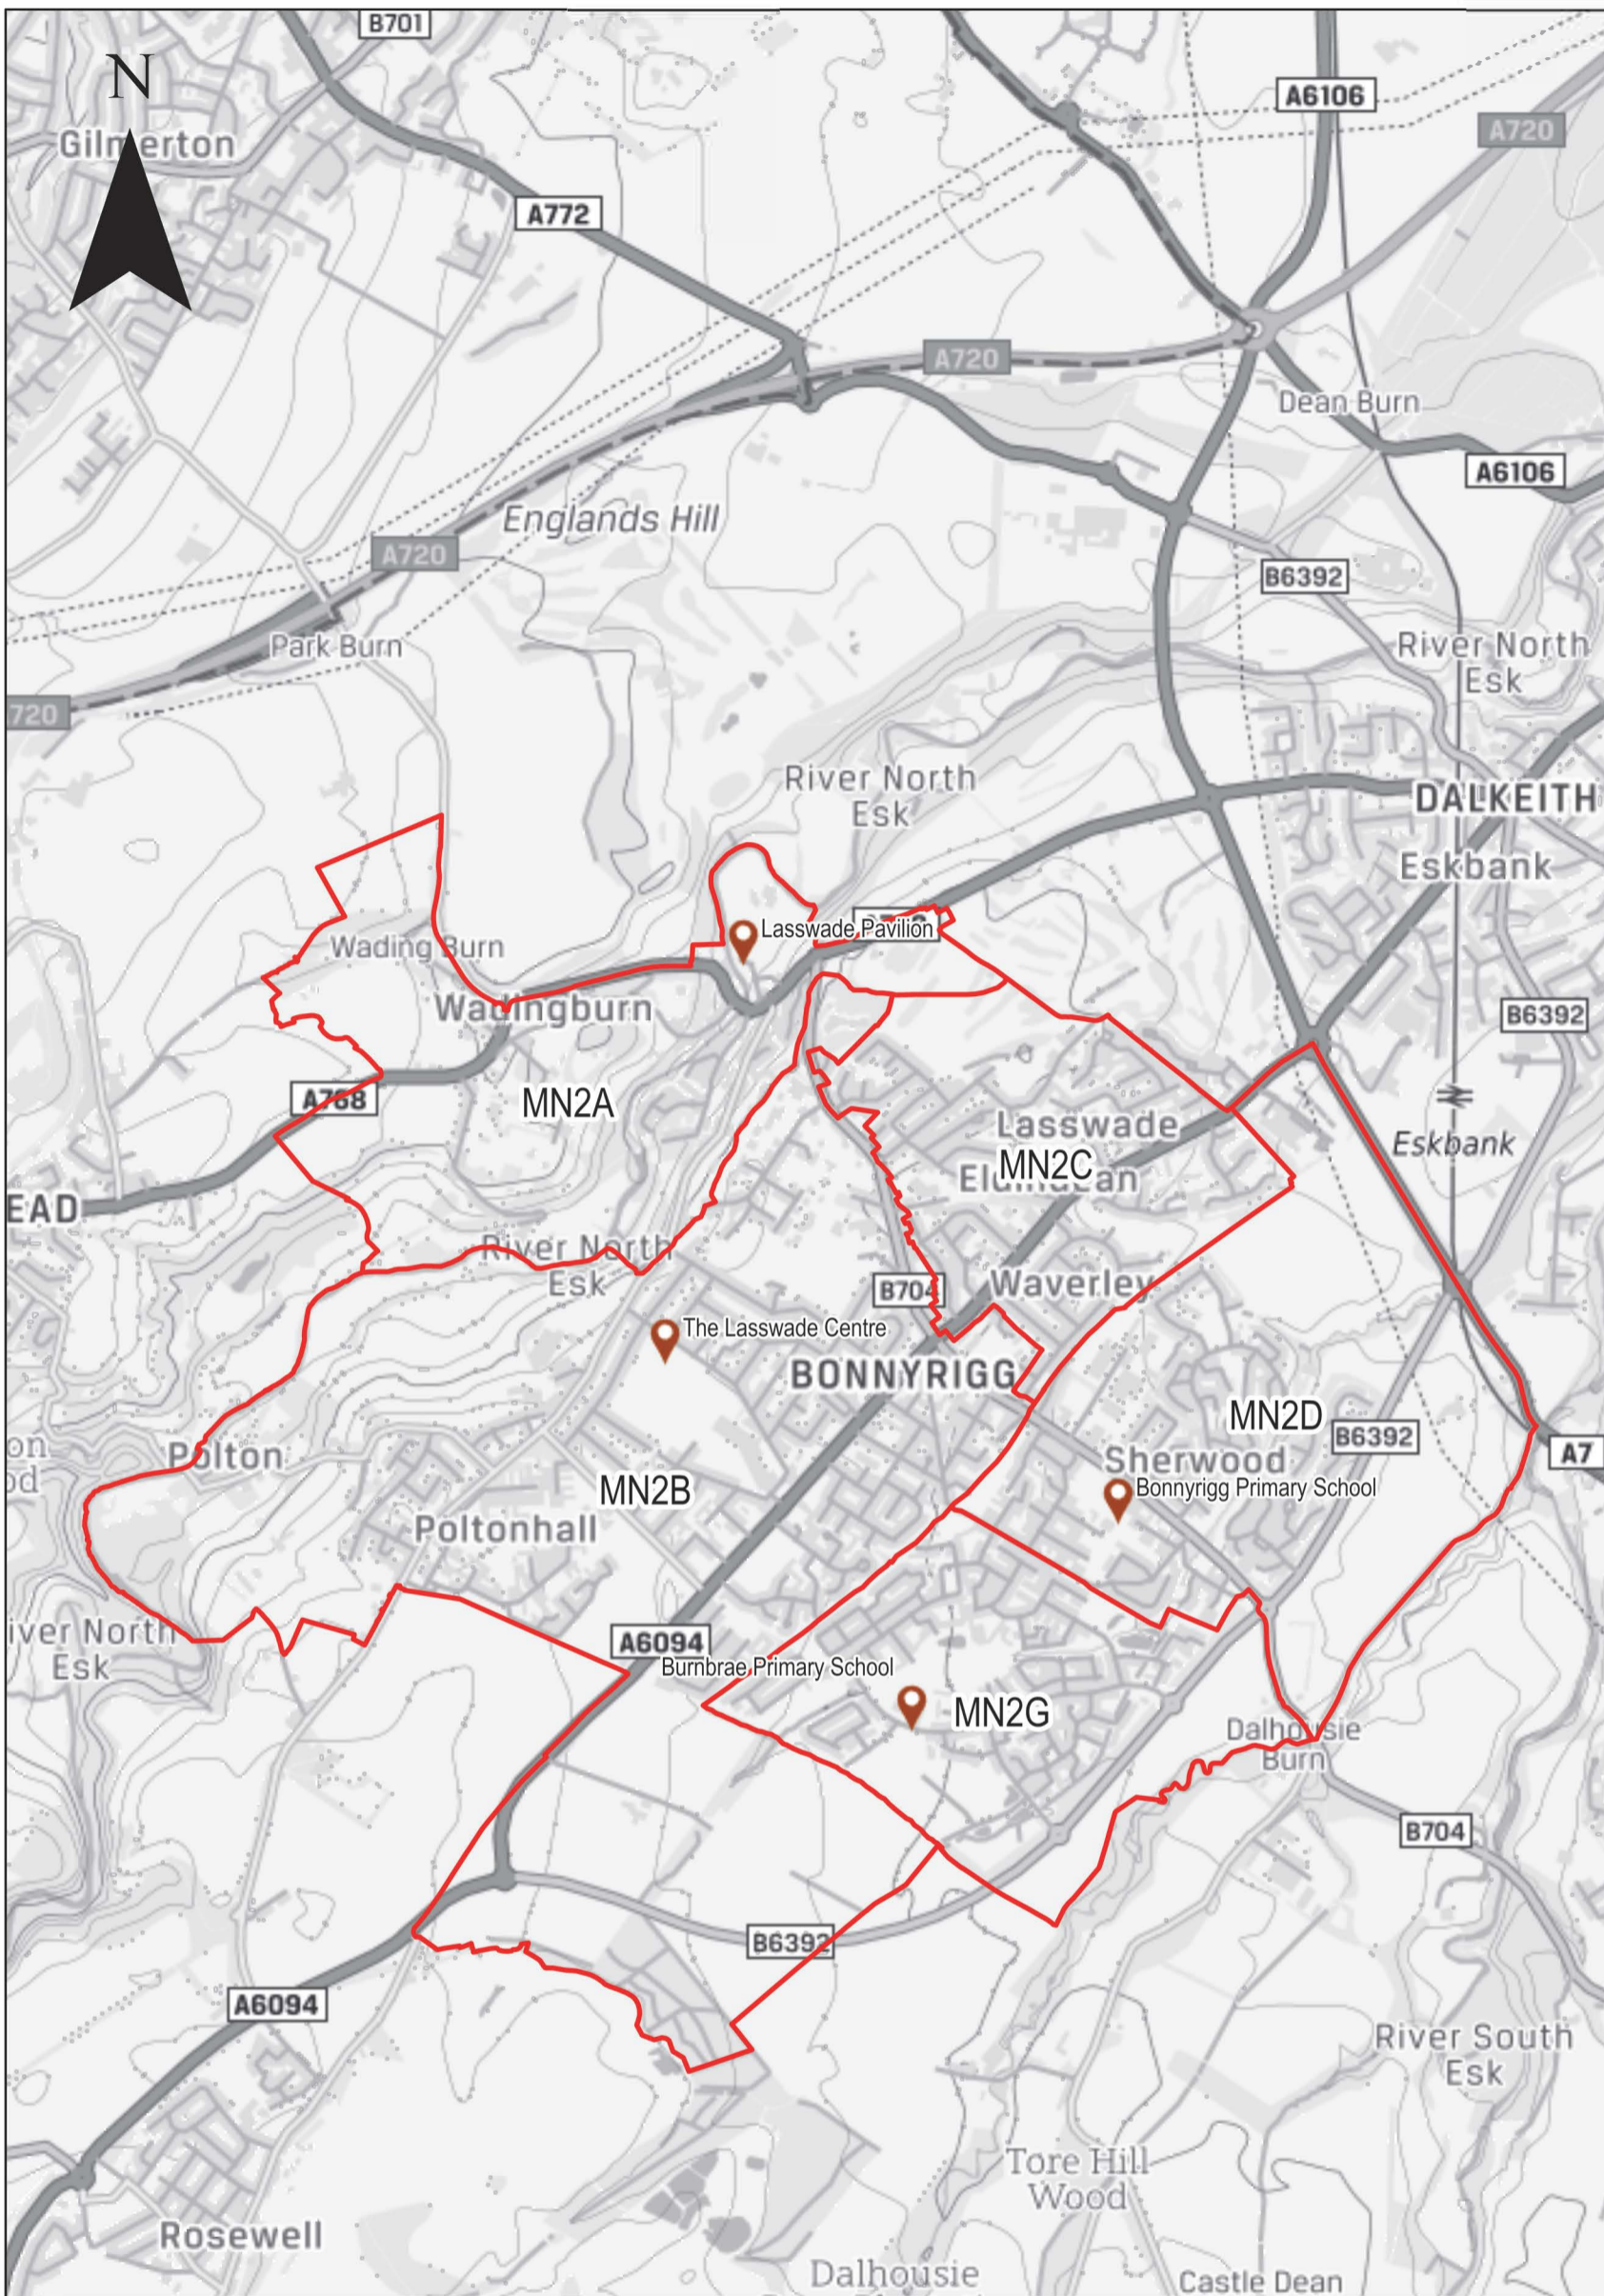 B701
N
A6106
A720
Gilmerton
A772
A720
Dean Burn
A6106
Englands Hill
A720
B6392
Park Burn
River North
Esk
720
River North
Esk
DALKEITH
Eskbank
Lasswade Pavilion
Wading Burn
Wadingburn
B6392
A768
MN2A
Lasswade
MN2C
Eskbank
EAD
River North
Esk
B704
Waverley
The Lasswade Centre
BONNYRIGG
MN2D
B6392
on
od
Polton
Sherwood
A7
Bonnyrigg Primary School
MN2B
Poltonhall
iver North
Esk
A6094
Burnbrae Primary School
MN2G
Dalhousie
Burn
B704
B6392
A6094
River South
Esk
Tore Hill
Wood
Rosewell
Dalhousie
Castle Dean